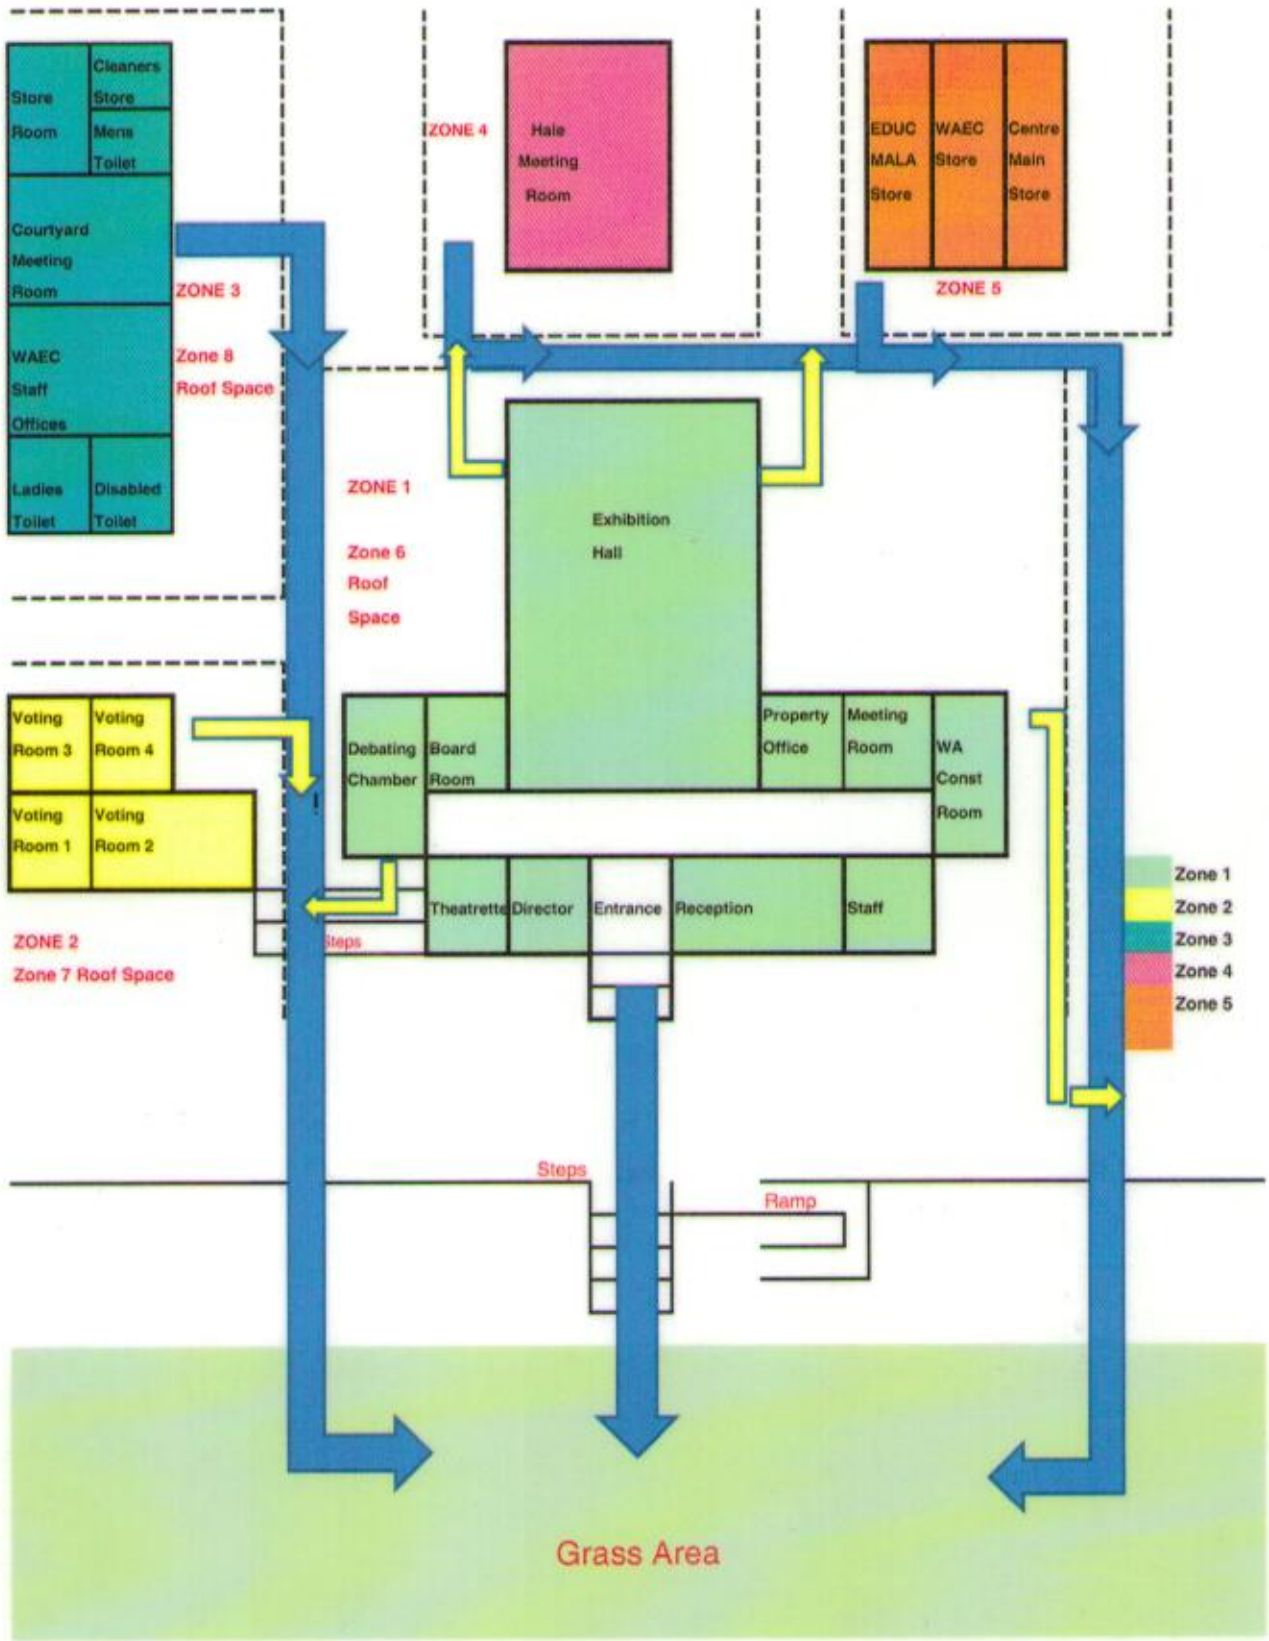 Store
Room
Cleaners
Store
Mens
Toilet
Courtyard
Meeting
Room
WAEC
Staff
Offices
Ladies
Toilet
Disabled
Toilet
ZONE 3
Zone 8
Roof Space
ZONE 4
Hale
Meeting
Room
EDUC
MALA
Store
WAEC
Store
Centre
Main
Store
ZONE 5
ZONE 1
Zone 6
Roof
Space
Exhibition
Hall
Voting
Room 3
Voting
Room 4
Voting
Room 1
Voting
Room 2
ZONE 2
Zone 7 Roof Space
Debating
Chamber
Board
Room
Property
Office
Meeting
Room
WA
Const
Room
Theatrette
Director
Entrance
Reception
Staff
Steps
Zone 1
Zone 2
Zone 3
Zone 4
Zone 5
Steps
Ramp
Grass Area